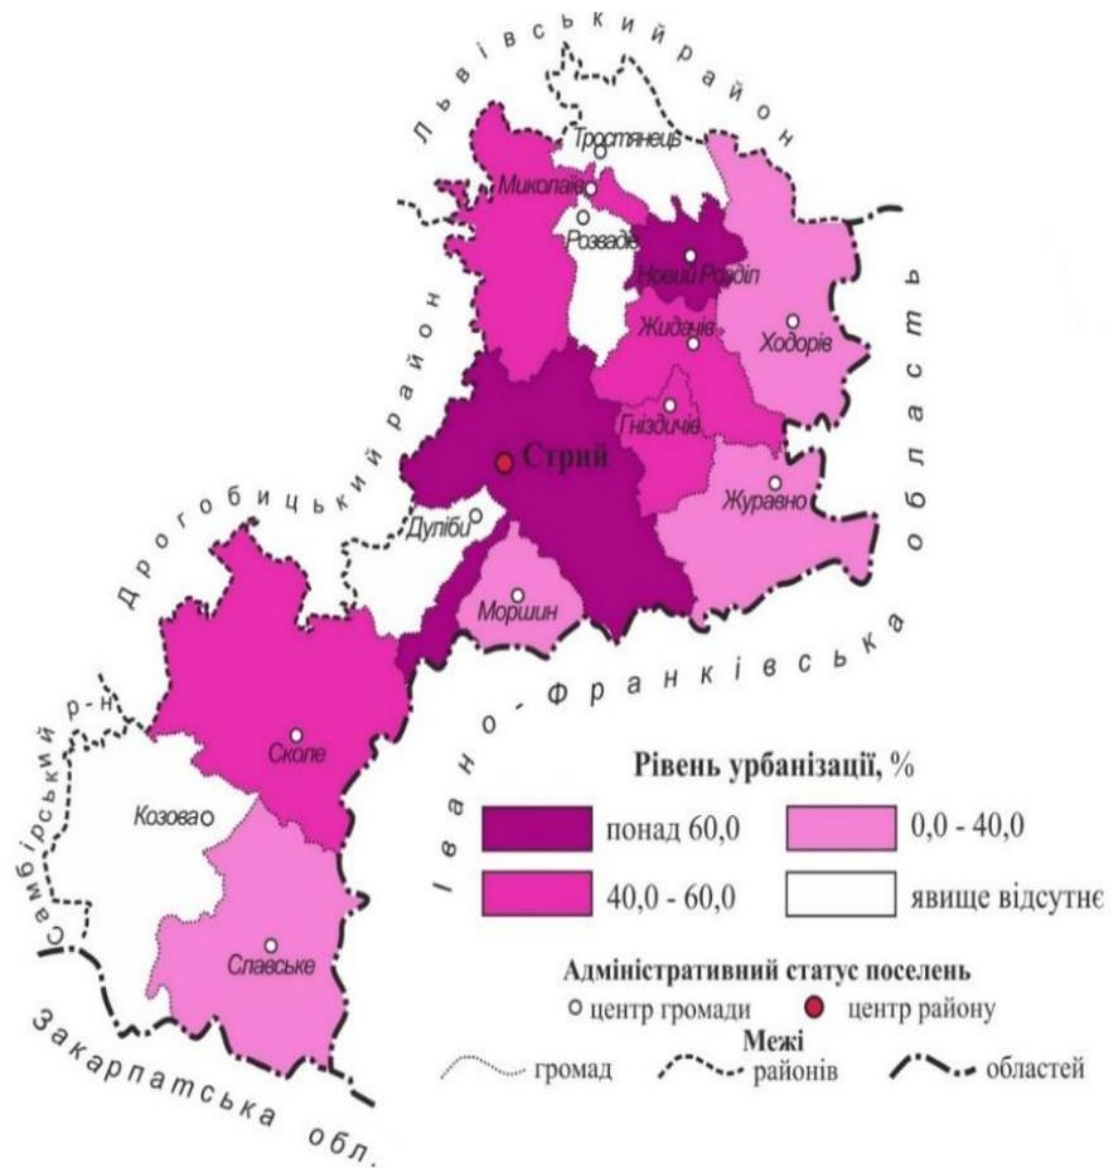 Львівський район
Тростянець
Миколаїв
Розвадів
Новий Розділ
Жидачів
Ходорів
Гніздичів
Стрий
Журавно
Дуліби
Моршин
Дрогобицький район
Івано-Франківська область
Самбірський р-н
Сколе
Козова
Славське
Закарпатська обл.
Рівень урбанізації, %
понад 60,0
0,0 - 40,0
40,0 - 60,0
явище відсутнє
Адміністративний статус поселень
центр громади
центр району
Межі
громад
районів
областей